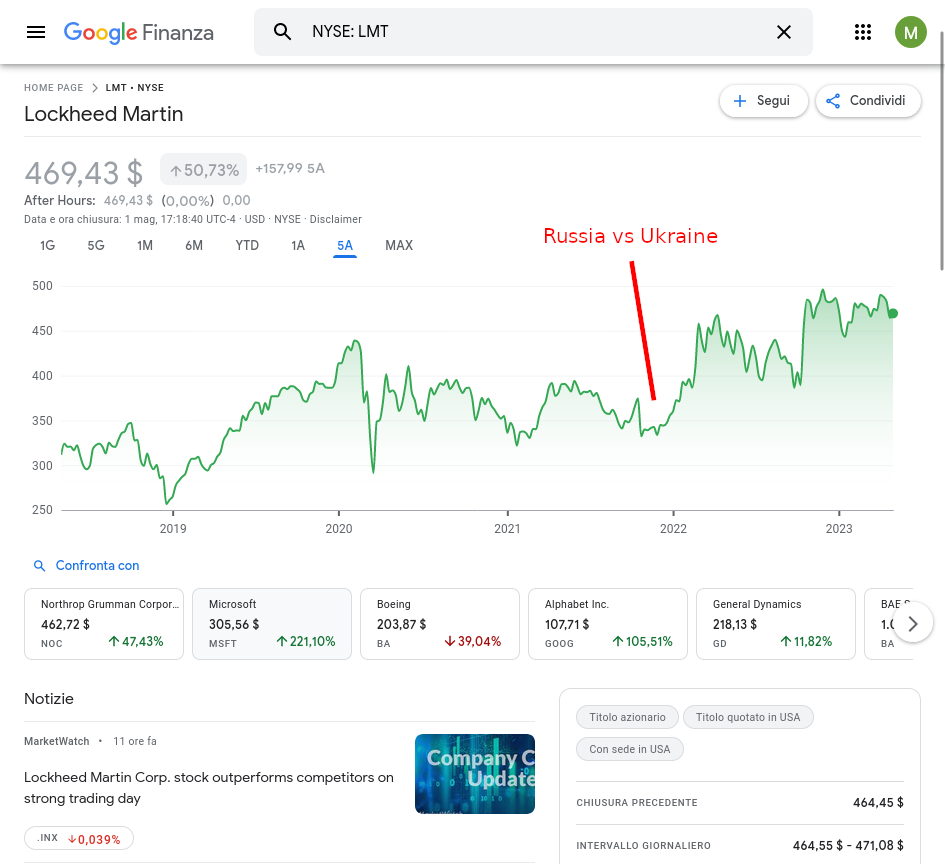 Google Finanza
NYSE: LMT
M
HOME PAGE > LMT • NYSE
Lockheed Martin
Segui
Condividi
469,43 $ ↑50,73% +157,99 5A
After Hours: 469,43 $ (0,00%) 0,00
Data e ora chiusura: 1 mag, 17:18:40 UTC-4 · USD · NYSE · Disclaimer
1G 5G 1M 6M YTD 1A 5A MAX
Russia vs Ukraine
500
450
400
350
300
250
2019 2020 2021 2022 2023
Confronta con
Northrop Grumman Corpor...
462,72 $
NOC ↑47,43%
Microsoft
305,56 $
MSFT ↑221,10%
Boeing
203,87 $
BA ↓39,04%
Alphabet Inc.
107,71 $
GOOG ↑105,51%
General Dynamics
218,13 $
GD ↑11,82%
BAE
BA
Notizie
MarketWatch • 11 ore fa
Lockheed Martin Corp. stock outperforms competitors on
strong trading day
Company C
Update
.INX ↓0,039%
Titolo azionario
Titolo quotato in USA
Con sede in USA
CHIUSURA PRECEDENTE 464,45 $
INTERVALLO GIORNALIERO 464,55 $ - 471,08 $